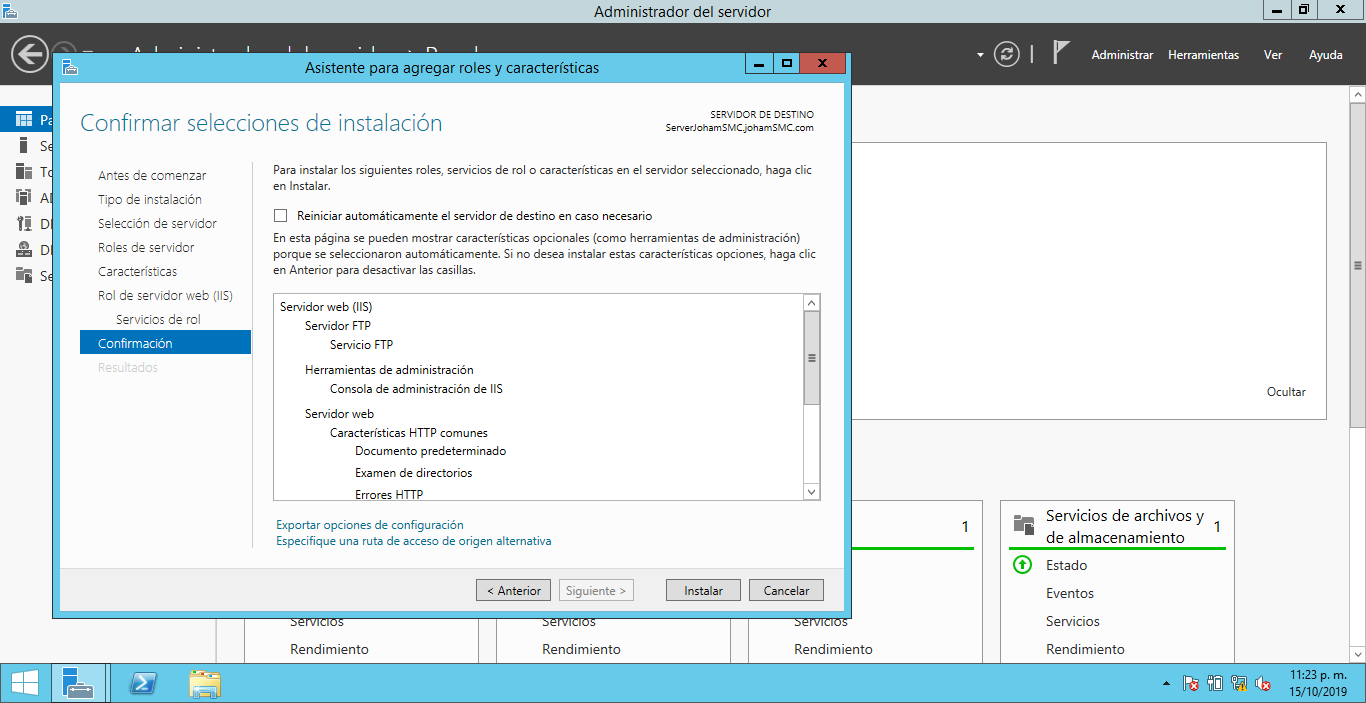 Administrador del servidor
Administrar
Herramientas
Ver
Ayuda
Asistente para agregar roles y características
Confirmar selecciones de instalación
SERVIDOR DE DESTINO
ServerJohamSMC.johamSMC.com
Antes de comenzar
Tipo de instalación
Selección de servidor
Roles de servidor
Características
Rol de servidor web (IIS)
Servicios de rol
Confirmación
Resultados
Para instalar los siguientes roles, servicios de rol o características en el servidor seleccionado, haga clic
en Instalar.
Reiniciar automáticamente el servidor de destino en caso necesario
En esta página se pueden mostrar características opcionales (como herramientas de administración)
porque se seleccionaron automáticamente. Si no desea instalar estas características opciones, haga clic
en Anterior para desactivar las casillas.
Servidor web (IIS)
Servidor FTP
Servicio FTP
Herramientas de administración
Consola de administración de IIS
Servidor web
Características HTTP comunes
Documento predeterminado
Examen de directorios
Errores HTTP
Exportar opciones de configuración
Especifique una ruta de acceso de origen alternativa
< Anterior
Siguiente >
Instalar
Cancelar
Ocultar
1
Servicios de archivos y
de almacenamiento
1
Estado
Eventos
Servicios
Rendimiento
Servicios
Rendimiento
Servicios
Rendimiento
Servicios
Rendimiento
11:23 p. m.
15/10/2019